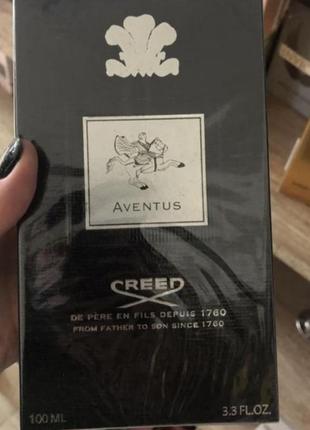 AVENTUS
CREED
DE PÈRE EN FILS DEPUIS 1760
FROM FATHER TO SON SINCE 1760
100 ML
3.3 FL.OZ.